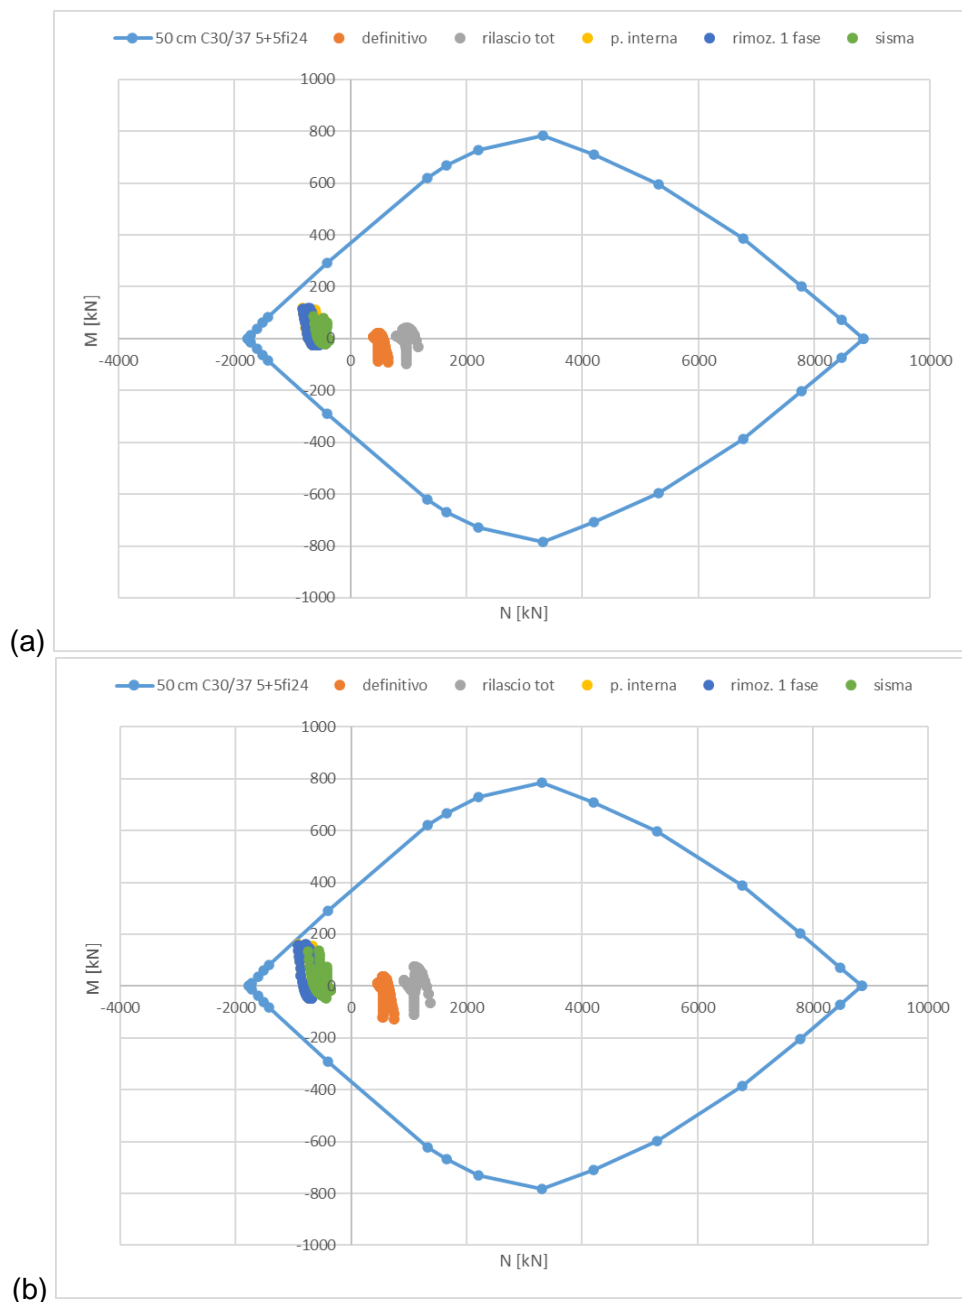 50 cm C30/37 5+5fi24 definitivo rilascio tot p. interna rimoz. 1 fase sisma
1000
800
600
400
200
0
-4000 -2000 0 2000 4000 6000 8000 10000
-200
-400
-600
-800
-1000
M [kN]
N [kN]
(a)
50 cm C30/37 5+5fi24 definitivo rilascio tot p. interna rimoz. 1 fase sisma
1000
800
600
400
200
0
-4000 -2000 0 2000 4000 6000 8000 10000
-200
-400
-600
-800
-1000
M [kN]
N [kN]
(b)